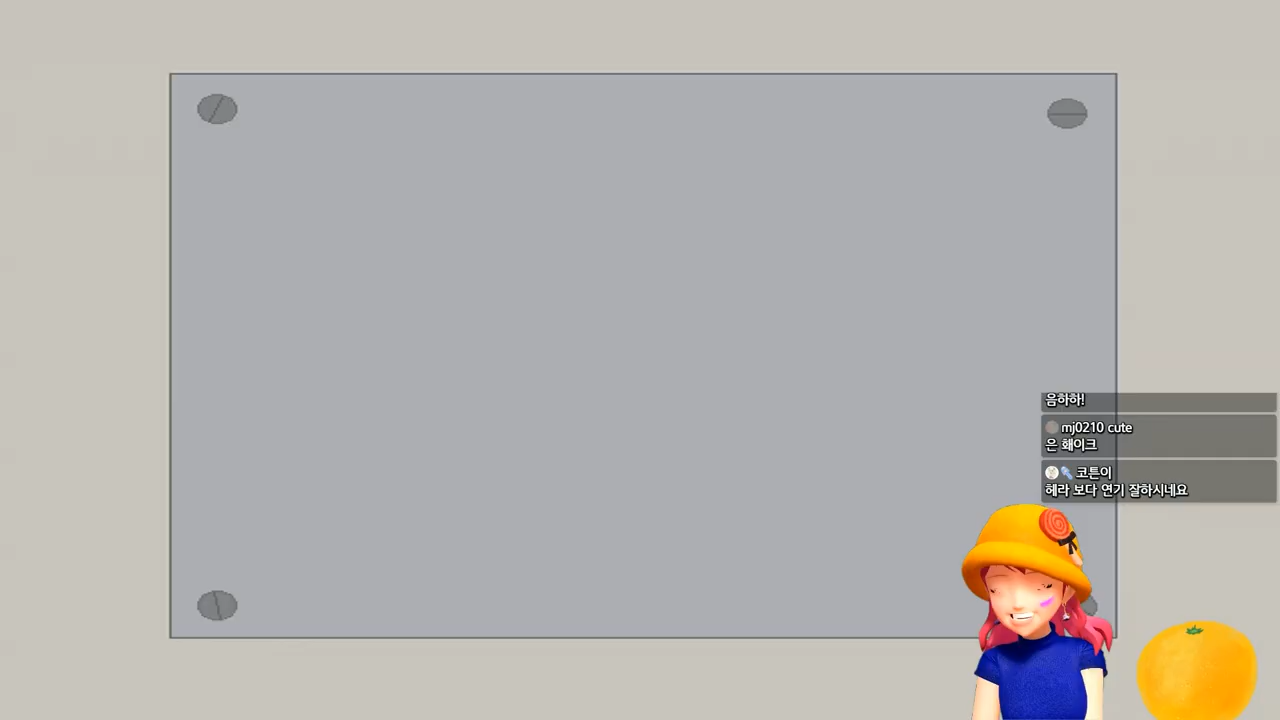 음하하!
mj0210 cute
은 홰이크
코튼이
헤라 보다 연기 잘하시네요